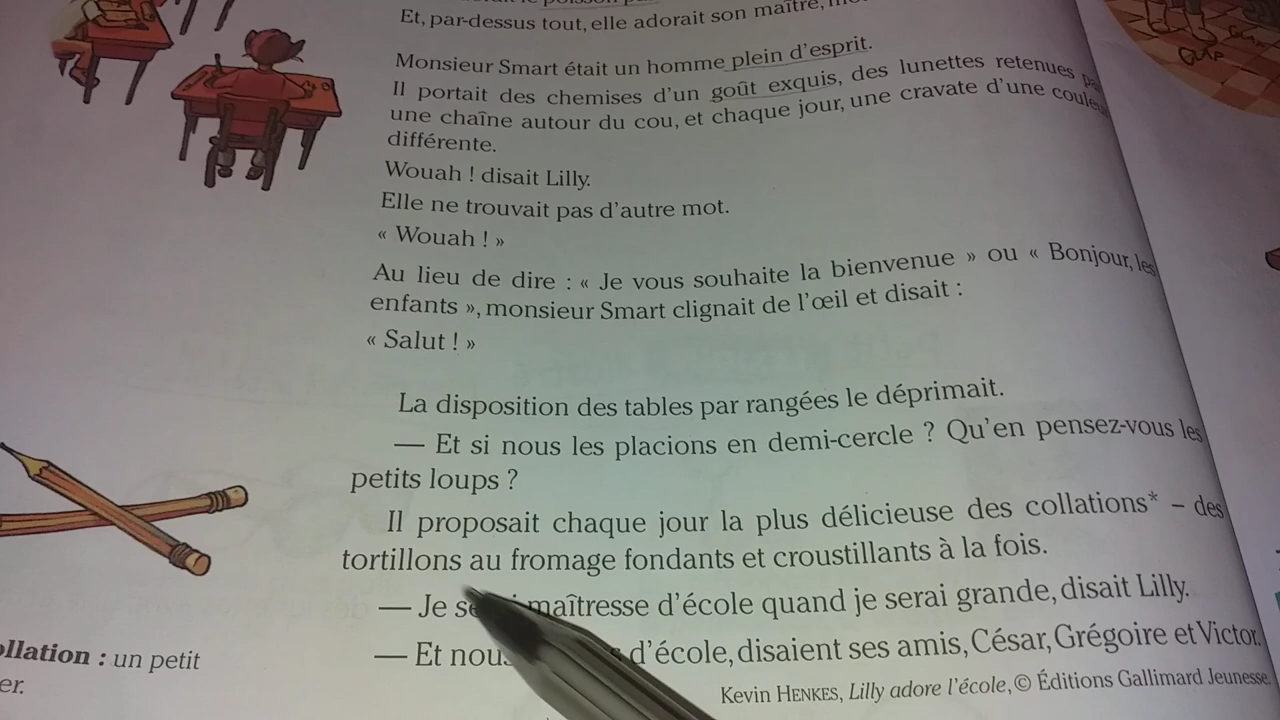 Et, par-dessus tout, elle adorait son maître,
Monsieur Smart était un homme plein d'esprit.
Il portait des chemises d'un goût exquis, des lunettes retenues
une chaîne autour du cou, et chaque jour, une cravate d'une couleur
différente.
Wouah ! disait Lilly.
Elle ne trouvait pas d'autre mot.
« Wouah ! »
Au lieu de dire : « Je vous souhaite la bienvenue » ou « Bonjour, les
enfants », monsieur Smart clignait de l'œil et disait :
« Salut ! »
La disposition des tables par rangées le déprimait.
— Et si nous les placions en demi-cercle ? Qu'en pensez-vous les
petits loups ?
Il proposait chaque jour la plus délicieuse des collations* – des
tortillons au fromage fondants et croustillants à la fois.
— Je maîtresse d'école quand je serai grande, disait Lilly.
— Et nous d'école, disaient ses amis, César, Grégoire et Victor.
Kevin HENKES, Lilly adore l'école, © Éditions Gallimard Jeunesse.
ollation : un petit
er.
GLAP